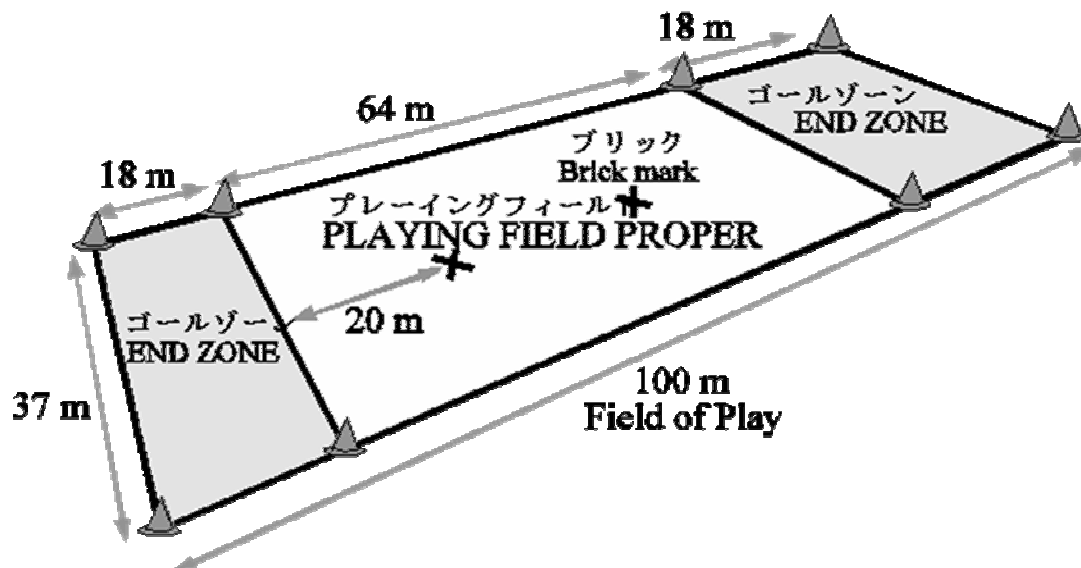 18 m
ゴールゾーン
END ZONE
64 m
ブリック
Brick mark
18 m
プレーイングフィールド
PLAYING FIELD PROPER
20 m
ゴールゾーン
END ZONE
37 m
100 m
Field of Play